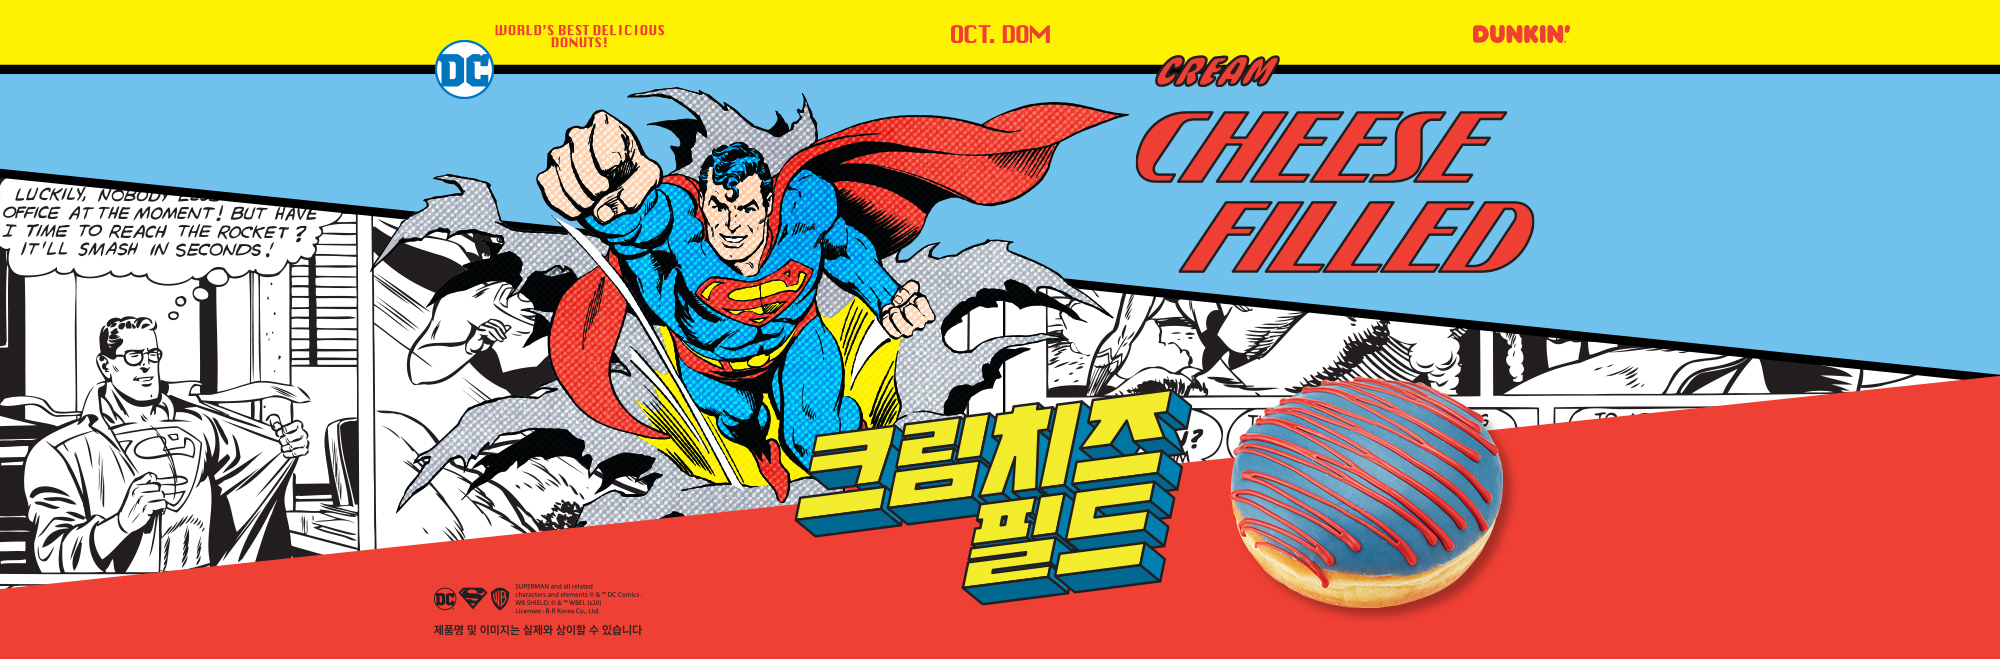 WORLD'S BEST DELICIOUS
DONUTS!
OCT. DOM
DUNKIN'
DC
CREAM
CHEESE
FILLED
LUCKILY, NOBODY
OFFICE AT THE MOMENT! BUT HAVE
I TIME TO REACH THE ROCKET?
IT'LL SMASH IN SECONDS!
크림치즈
필드
DC
SUPERMAN and all related
characters and elements © & ™ DC Comics.
WB SHIELD: © & ™ WBEI. (s20)
Licensee : B-R Korea Co., Ltd.
제품명 및 이미지는 실제와 상이할 수 있습니다